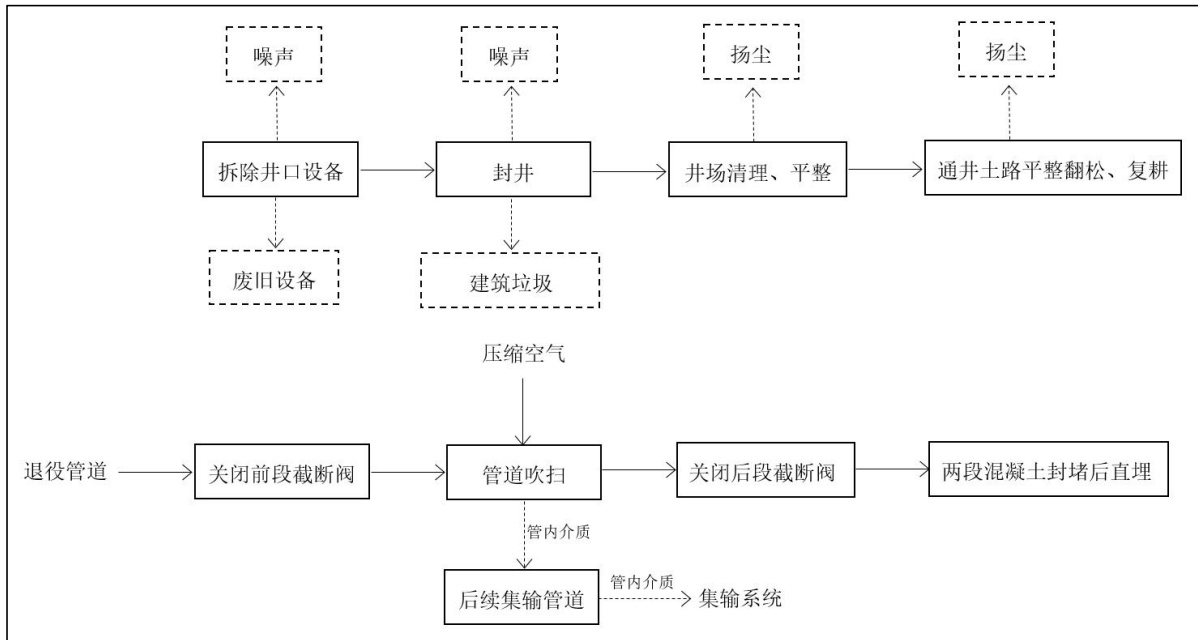 噪声
噪声
扬尘
扬尘
拆除井口设备
封井
井场清理、平整
通井土路平整翻松、复耕
废旧设备
建筑垃圾
压缩空气
退役管道
关闭前段截断阀
管道吹扫
关闭后段截断阀
两段混凝土封堵后直埋
管内介质
后续集输管道
管内介质
集输系统